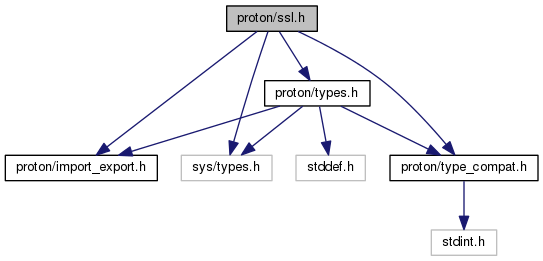 proton/ssl.h
proton/types.h
proton/import_export.h
sys/types.h
stddef.h
proton/type_compat.h
stdint.h